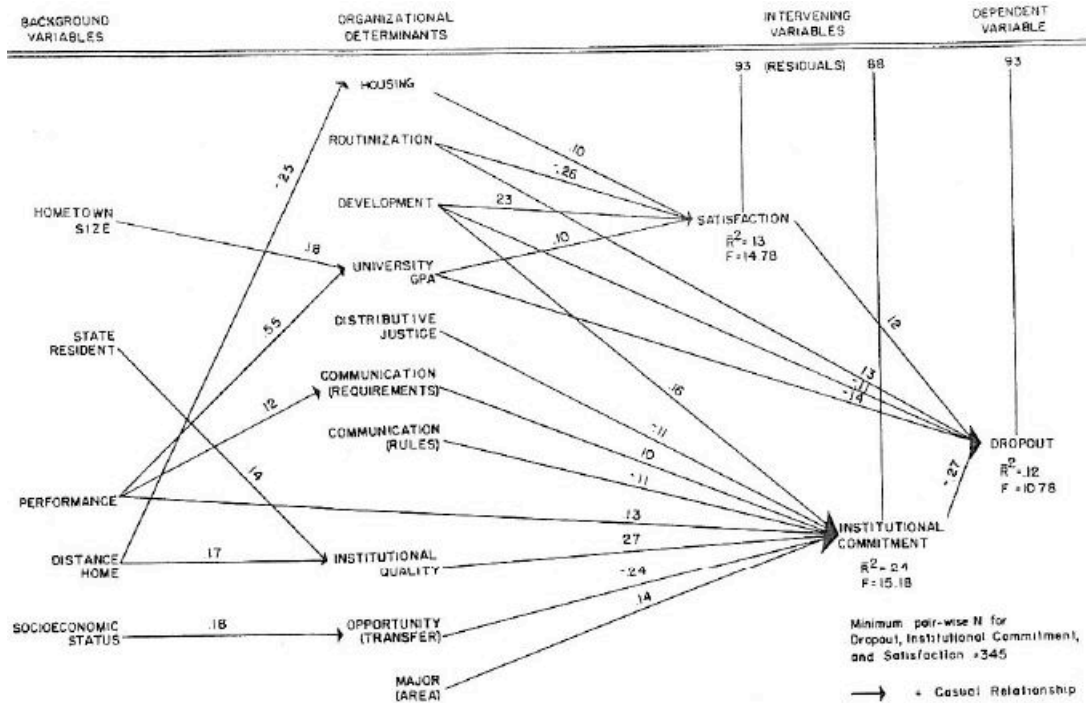 BACKGROUND
VARIABLES
ORGANIZATIONAL
DETERMINANTS
INTERVENING
VARIABLES
DEPENDENT
VARIABLE
93 (RESIDUALS) 88
93
HOUSING
ROUTINIZATION
DEVELOPMENT
UNIVERSITY
GPA
DISTRIBUTIVE
JUSTICE
COMMUNICATION
(REQUIREMENTS)
COMMUNICATION
(RULES)
INSTITUTIONAL
QUALITY
OPPORTUNITY
(TRANSFER)
MAJOR
(AREA)
HOMETOWN
SIZE
STATE
RESIDENT
PERFORMANCE
DISTANCE
HOME
SOCIOECONOMIC
STATUS
-.25
.18
.55
.12
.14
.17
.18
.10
-.26
.23
.10
SATISFACTION
R̄²= 13
F = 14.78
.12
.13
-.11
-.14
.16
-.11
.10
-.11
.13
.27
-.24
.14
-.27
DROPOUT
R̄²=.12
F = 10.78
INSTITUTIONAL
COMMITMENT
R̄² = 24
F = 15.18
Minimum pair-wise N for
Dropout, Institutional Commitment,
and Satisfaction =345
= Casual Relationship